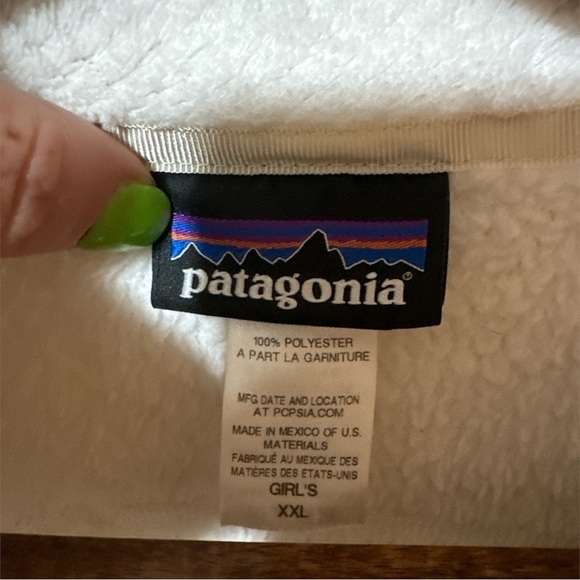 patagonia®
100% POLYESTER
A PART LA GARNITURE
MFG DATE AND LOCATION
AT PCPSIA.COM
MADE IN MEXICO OF U.S.
MATERIALS
FABRIQUÉ AU MEXIQUE DES
MATIÈRES DES ETATS-UNIS
GIRL'S
XXL